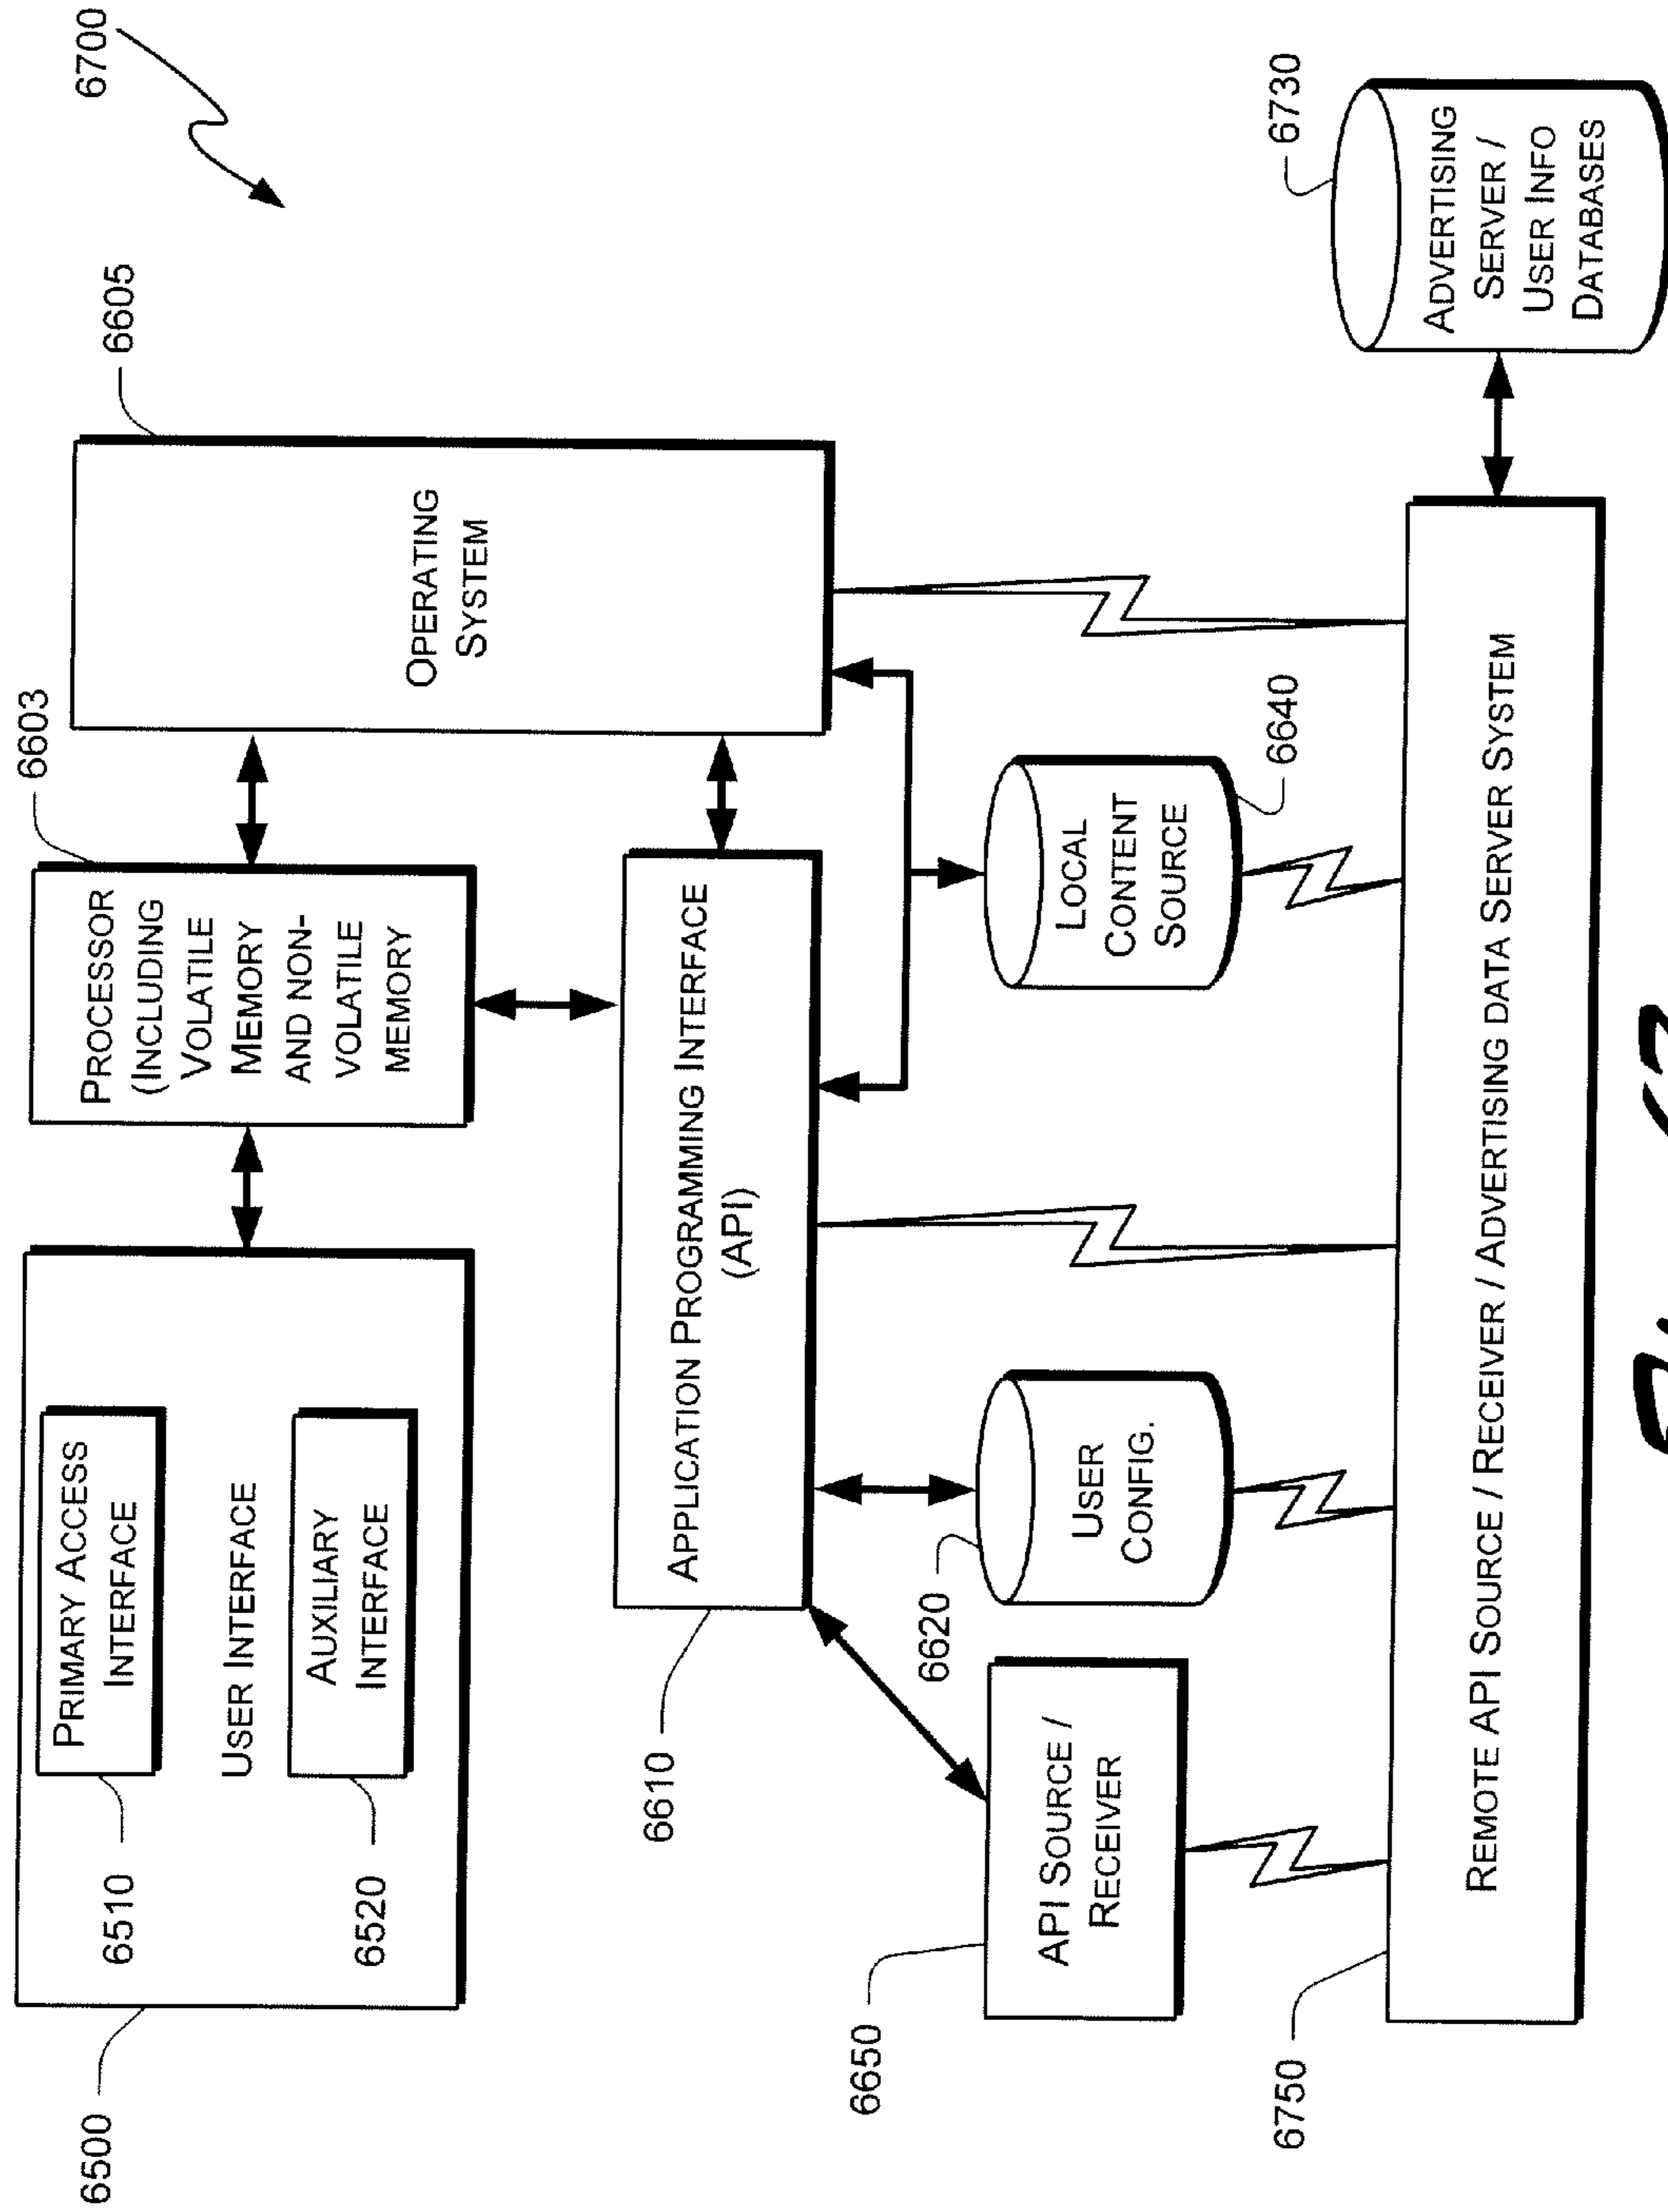 6700
6500
6510
PRIMARY ACCESS
INTERFACE
USER INTERFACE
6520
AUXILIARY
INTERFACE
6603
PROCESSOR
(INCLUDING
VOLATILE
MEMORY
AND NON-
VOLATILE
MEMORY
6605
OPERATING
SYSTEM
6610
APPLICATION PROGRAMMING INTERFACE
(API)
6650
API SOURCE /
RECEIVER
6620
USER
CONFIG.
LOCAL
CONTENT
SOURCE
6640
6750
REMOTE API SOURCE / RECEIVER / ADVERTISING DATA SERVER SYSTEM
6730
ADVERTISING
SERVER /
USER INFO
DATABASES